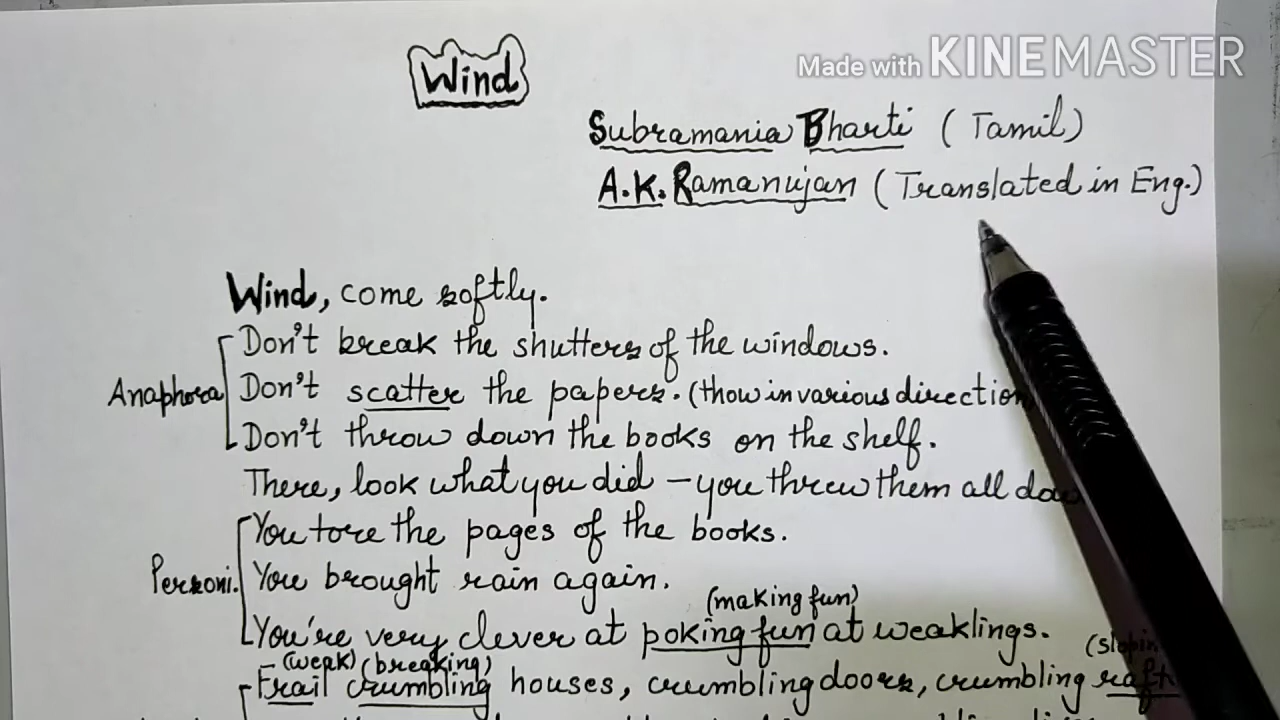 Wind
Made with KINEMASTER
Subramania Bharti (Tamil)
A.K. Ramanujan (Translated in Eng.)
Wind, come softly.
Don't break the shutters of the windows.
Anaphora Don't scatter the papers. (thow in various direction
Don't throw down the books on the shelf.
There, look what you did – you threw them all
You tore the pages of the books.
Personi. You brought rain again.
(making fun)
You're very clever at poking fun at weaklings.
(weak) (breaking)
Frail crumbling houses, crumbling doors, crumbling